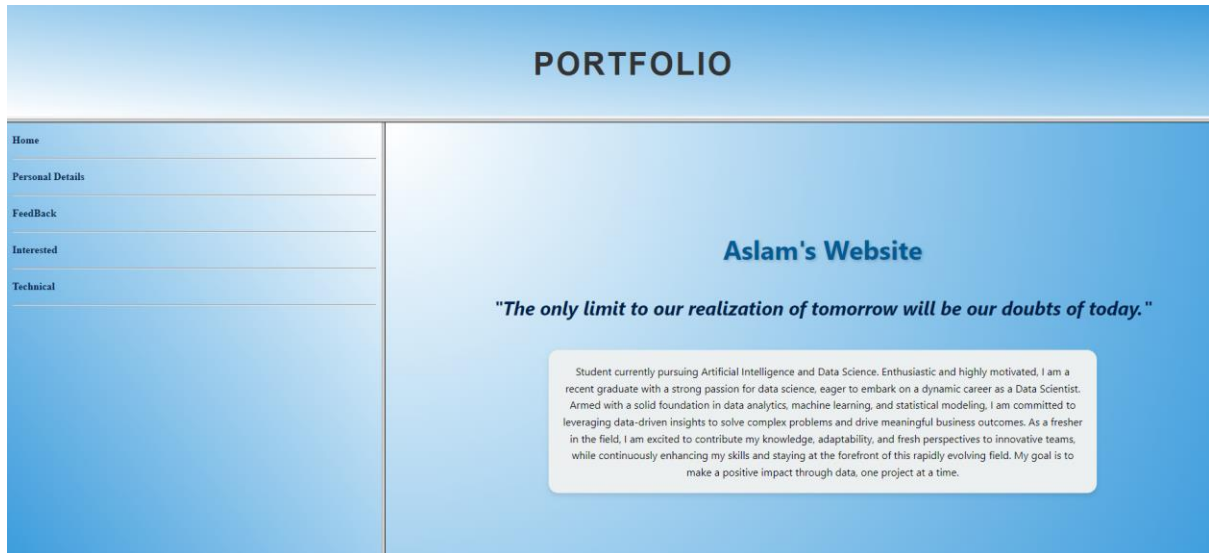 PORTFOLIO
Home
Personal Details
FeedBack
Interested
Technical
Aslam's Website
"The only limit to our realization of tomorrow will be our doubts of today."
Student currently pursuing Artificial Intelligence and Data Science. Enthusiastic and highly motivated, I am a
recent graduate with a strong passion for data science, eager to embark on a dynamic career as a Data Scientist.
Armed with a solid foundation in data analytics, machine learning, and statistical modeling, I am committed to
leveraging data-driven insights to solve complex problems and drive meaningful business outcomes. As a fresher
in the field, I am excited to contribute my knowledge, adaptability, and fresh perspectives to innovative teams,
while continuously enhancing my skills and staying at the forefront of this rapidly evolving field. My goal is to
make a positive impact through data, one project at a time.